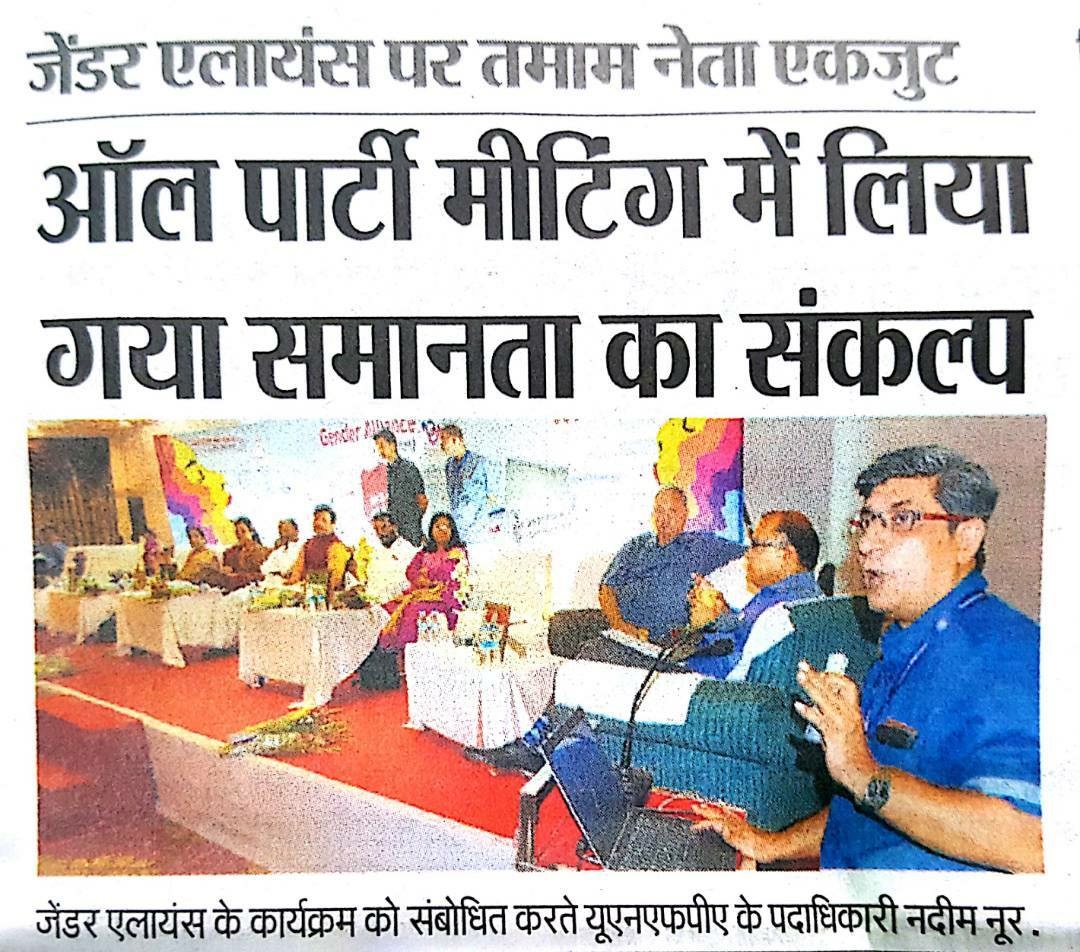 जेंडर एलायंस पर तमाम नेता एकजुट
ऑल पार्टी मीटिंग में लिया
गया समानता का संकल्प
Gender Alliance
जेंडर एलायंस के कार्यक्रम को संबोधित करते यूएनएफपीए के पदाधिकारी नदीम नूर .